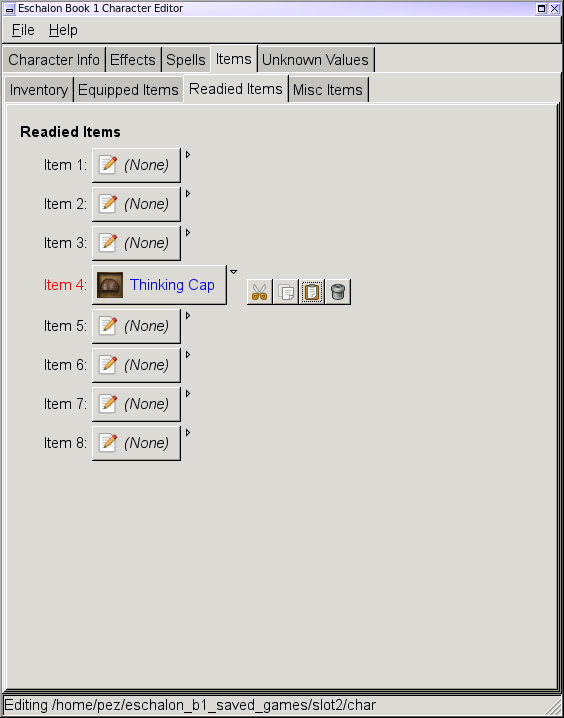 Eschalon Book 1 Character Editor
File Help
Character Info Effects Spells Items Unknown Values
Inventory Equipped Items Readied Items Misc Items
Readied Items
Item 1: (None)
Item 2: (None)
Item 3: (None)
Item 4: Thinking Cap
Item 5: (None)
Item 6: (None)
Item 7: (None)
Item 8: (None)
Editing /home/pez/eschalon_b1_saved_games/slot2/char